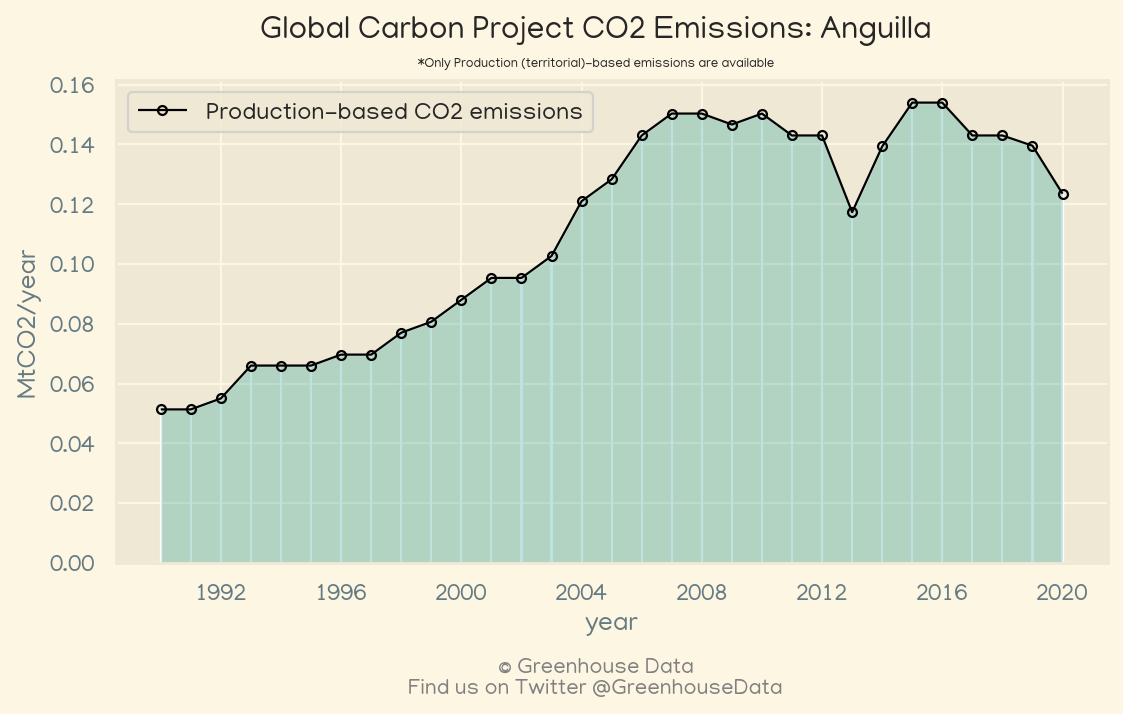 Global Carbon Project CO2 Emissions: Anguilla
*Only Production (territorial)-based emissions are available
Production-based CO2 emissions
0.16
0.14
0.12
0.10
0.08
0.06
0.04
0.02
0.00
MtCO2/year
1992 1996 2000 2004 2008 2012 2016 2020
year
© Greenhouse Data
Find us on Twitter @GreenhouseData